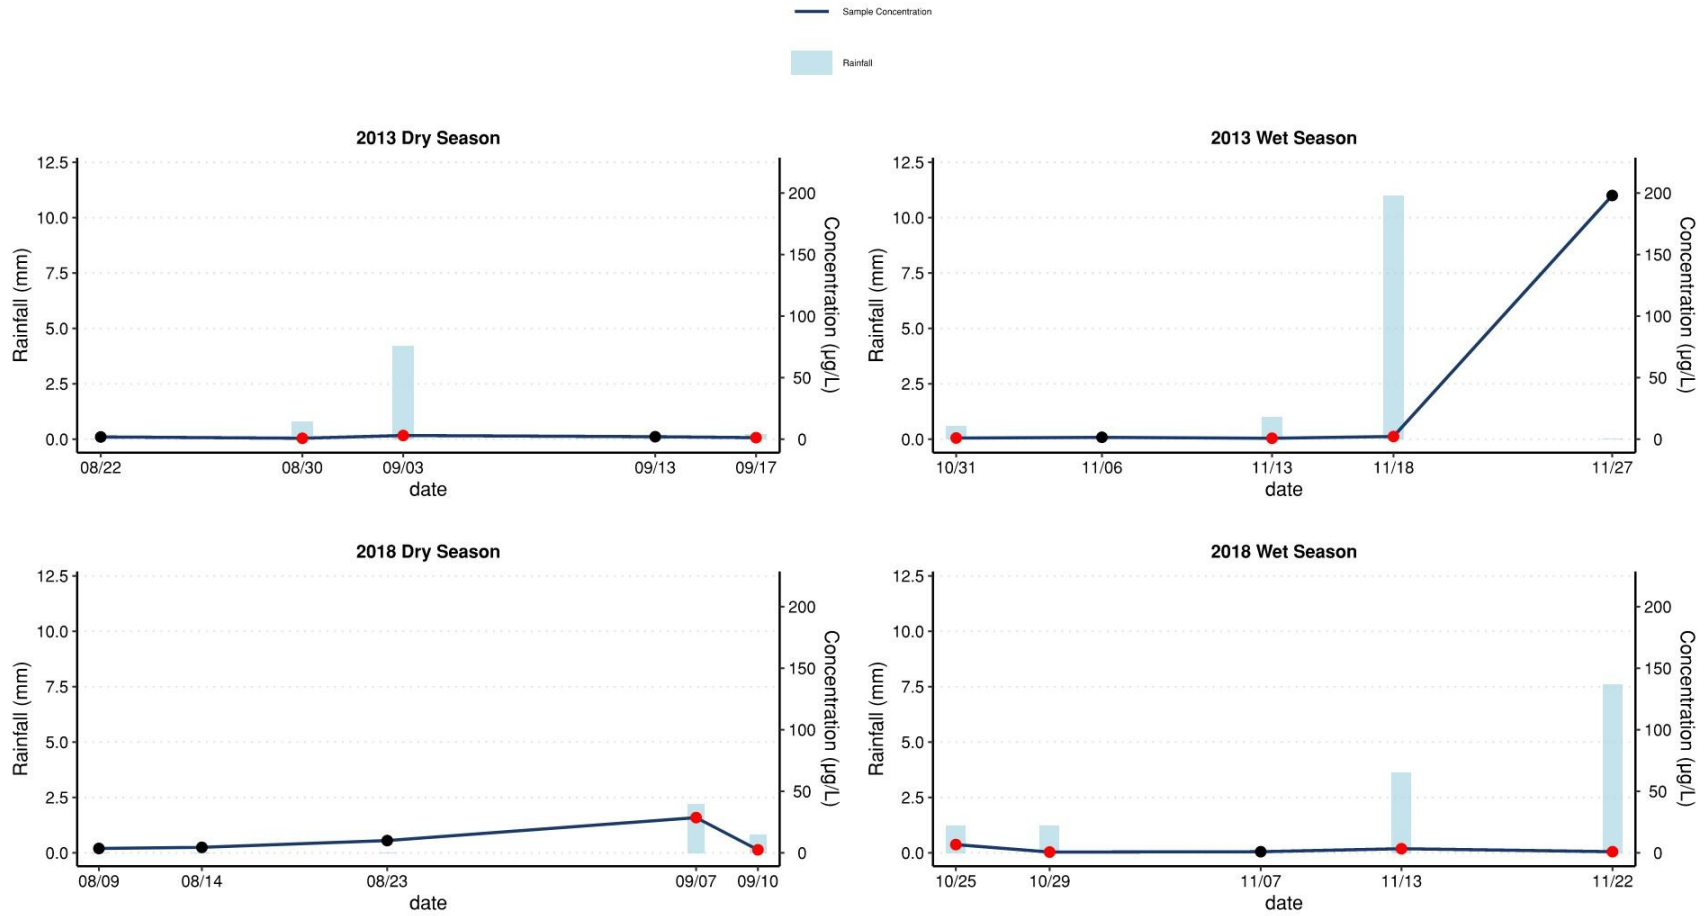 Sample Concentration
Rainfall
2013 Dry Season
12.5
10.0
7.5
5.0
2.5
0.0
Rainfall (mm)
200
150
100
50
0
Concentration (µg/L)
08/22 08/30 09/03 09/13 09/17
date
2013 Wet Season
12.5
10.0
7.5
5.0
2.5
0.0
Rainfall (mm)
200
150
100
50
0
Concentration (µg/L)
10/31 11/06 11/13 11/18 11/27
date
2018 Dry Season
12.5
10.0
7.5
5.0
2.5
0.0
Rainfall (mm)
200
150
100
50
0
Concentration (µg/L)
08/09 08/14 08/23 09/07 09/10
date
2018 Wet Season
12.5
10.0
7.5
5.0
2.5
0.0
Rainfall (mm)
200
150
100
50
0
Concentration (µg/L)
10/25 10/29 11/07 11/13 11/22
date